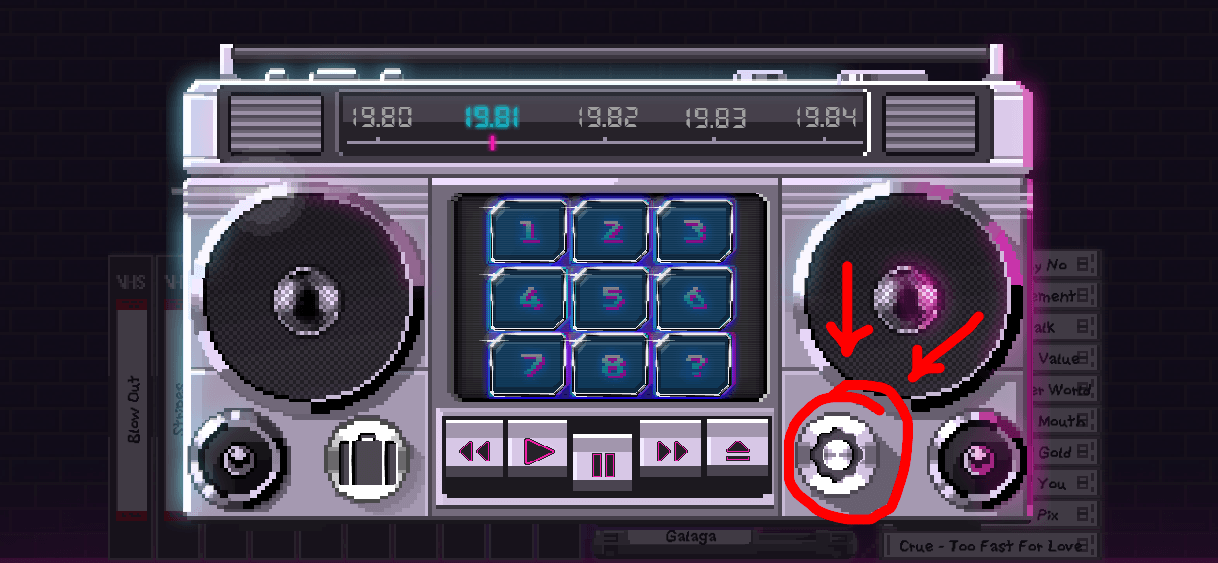 19.80 19.81 19.82 19.83 19.84
1 2 3
4 5 6
7 8 ?
VHS
Blow Out
Stripes
y No
ement
alk
Value
er World
Mouth
Gold
You
Pix
Crue - Too Fast For Love
Galaga